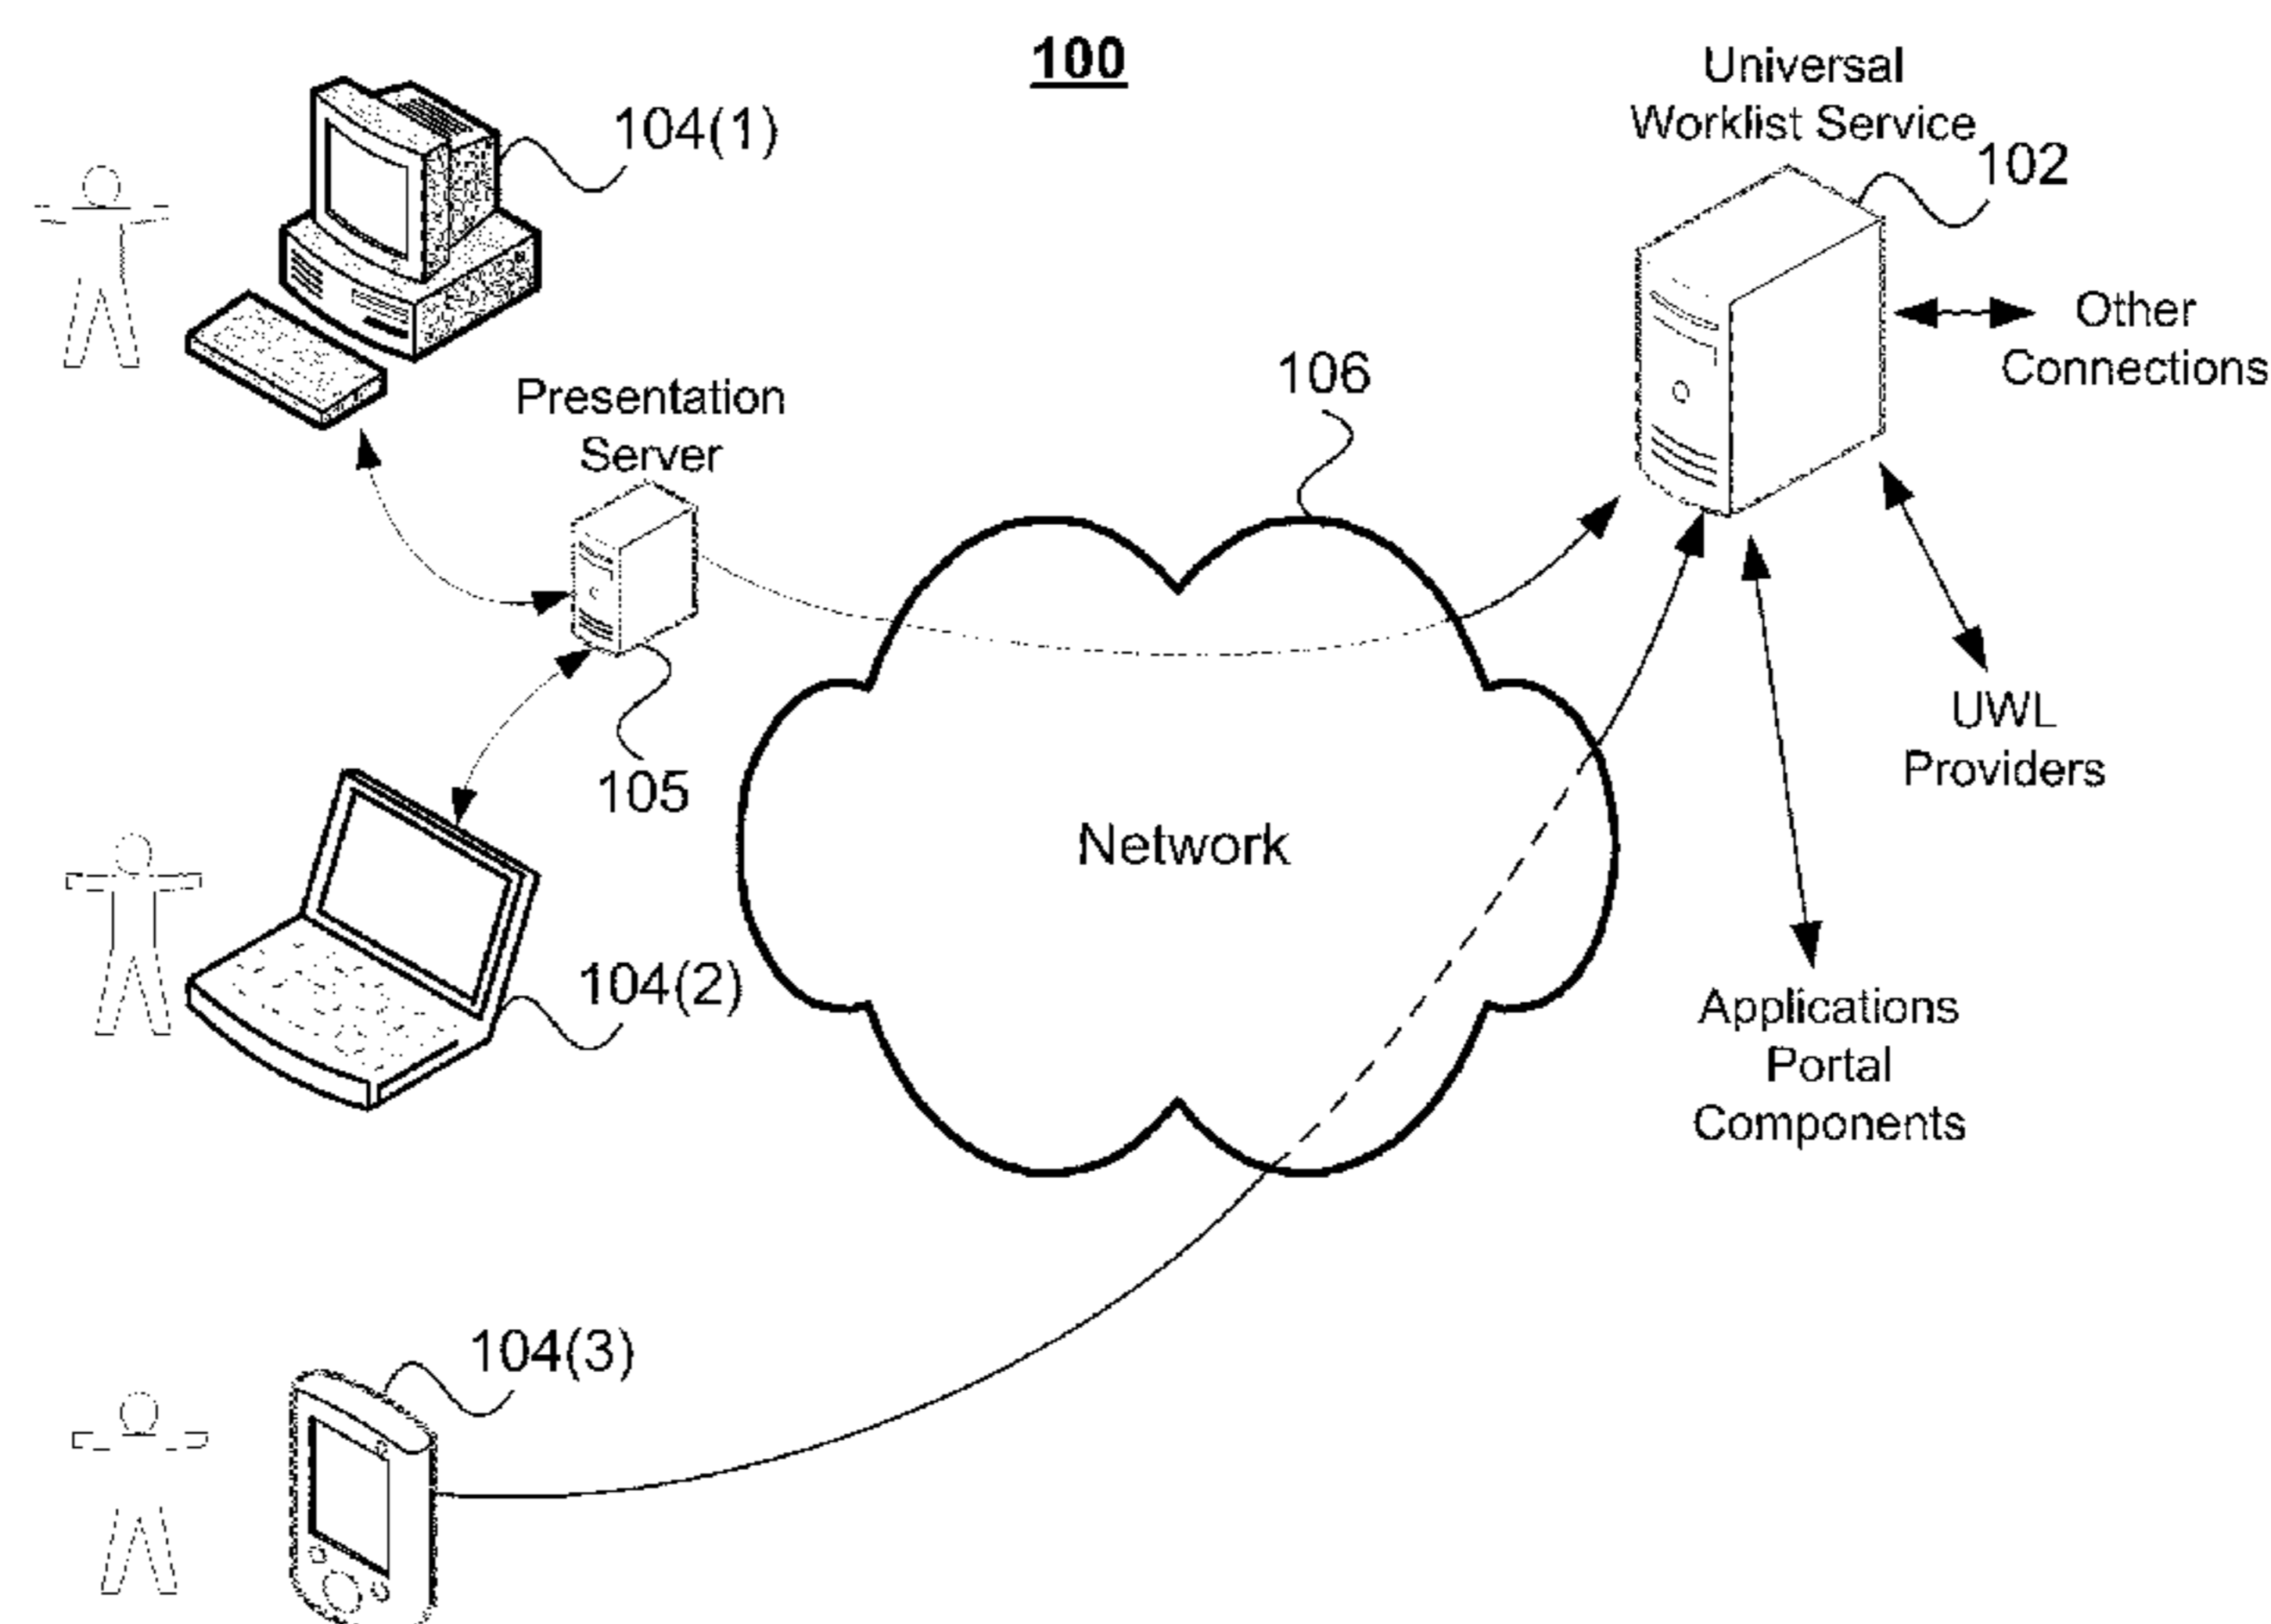 100
Universal
Worklist Service
104(1)
102
Other
Connections
106
Presentation
Server
UWL
Providers
105
Network
104(2)
Applications
Portal
Components
104(3)